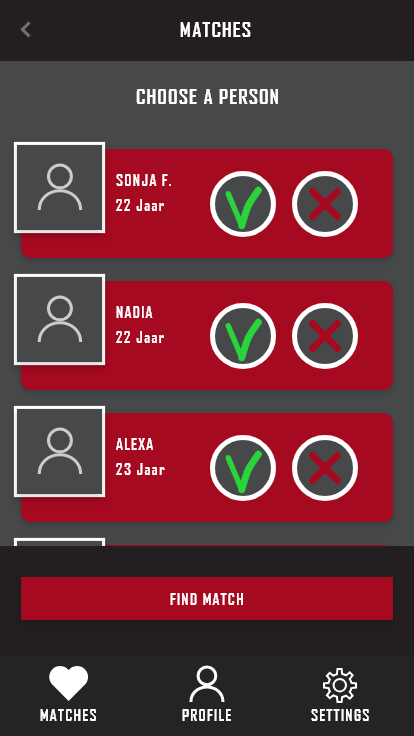 MATCHES
CHOOSE A PERSON
SONJA F.
22 Jaar
NADIA
22 Jaar
ALEXA
23 Jaar
FIND MATCH
MATCHES
PROFILE
SETTINGS